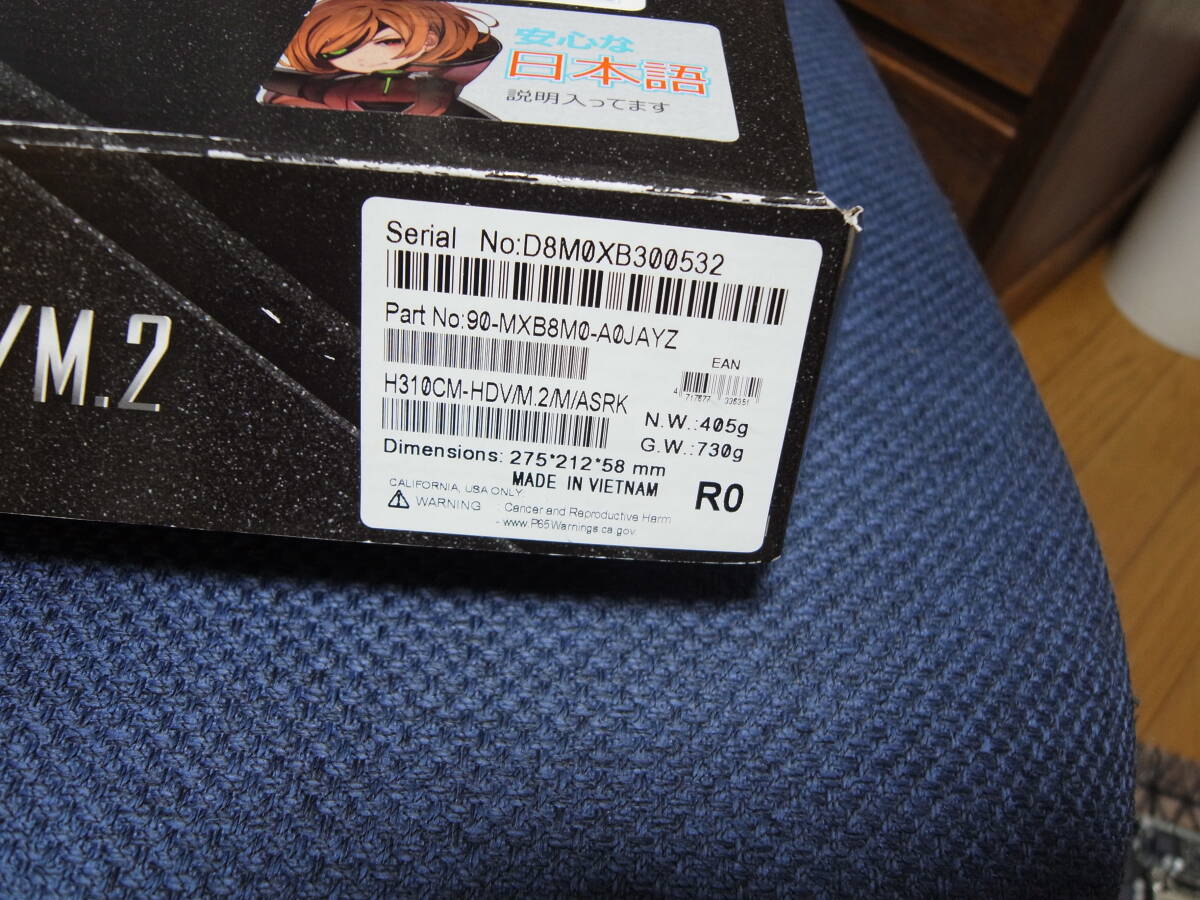 安心な
日本語
説明入ってます
/M.2
Serial No:D8M0XB300532
Part No:90-MXB8M0-A0JAYZ
EAN
H310CM-HDV/M.2/M/ASRK
N.W.:405g
G.W.:730g
Dimensions: 275*212*58 mm
MADE IN VIETNAM
R0
CALIFORNIA, USA ONLY:
WARNING : Cancer and Reproductive Harm
- www.P65Warnings.ca.gov.